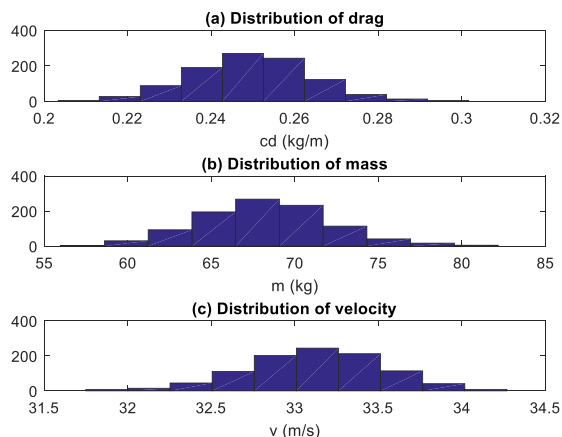 (a) Distribution of drag
400
200
0
0.2 0.22 0.24 0.26 0.28 0.3 0.32
cd (kg/m)
(b) Distribution of mass
400
200
0
55 60 65 70 75 80 85
m (kg)
(c) Distribution of velocity
400
200
0
31.5 32 32.5 33 33.5 34 34.5
v (m/s)